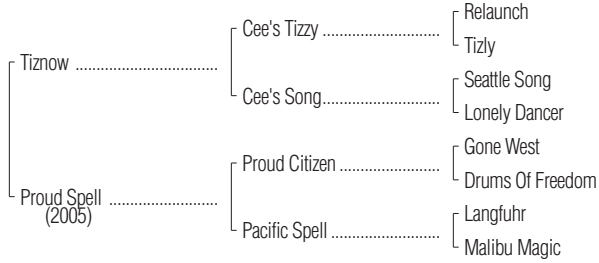 Relaunch
Cee's Tizzy ............................
Tizly
Tiznow ..................................
Seattle Song
Cee's Song............................
Lonely Dancer
Gone West
Proud Citizen ........................
Drums Of Freedom
Proud Spell ..........................
(2005)
Langfuhr
Pacific Spell ..........................
Malibu Magic